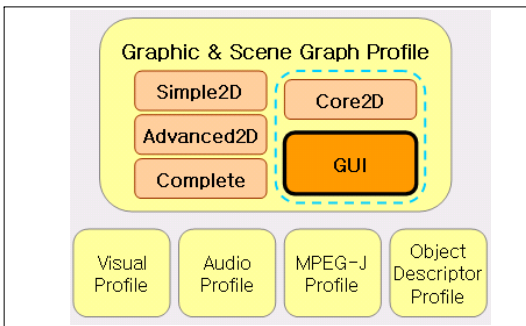 Graphic & Scene Graph Profile
Simple2D
Core2D
Advanced2D
GUI
Complete
Visual
Profile
Audio
Profile
MPEG-J
Profile
Object
Descriptor
Profile